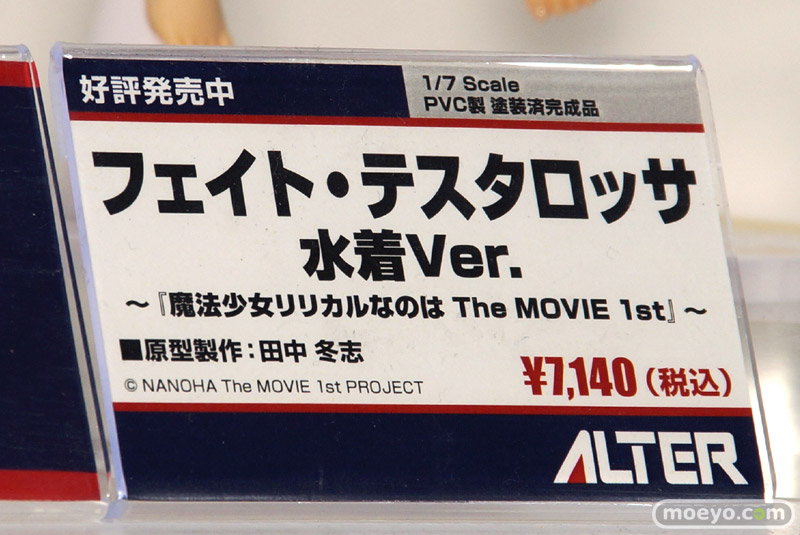 好評発売中
1/7 Scale
PVC製 塗装済完成品
フェイト・テスタロッサ
水着Ver.
～『魔法少女リリカルなのは The MOVIE 1st』～
■原型製作：田中 冬志
© NANOHA The MOVIE 1st PROJECT
¥7,140（税込）
ALTER
moeyo.com